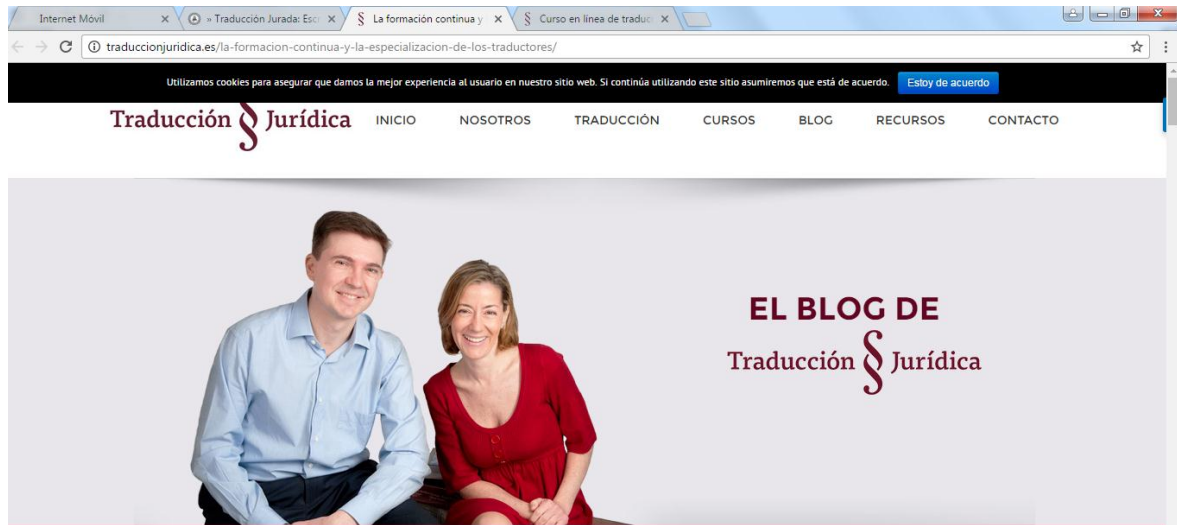 Internet Móvil
» Traducción Jurada: Esc
La formación continua y
Curso en línea de traduc
traduccionjuridica.es/la-formacion-continua-y-la-especializacion-de-los-traductores/
Utilizamos cookies para asegurar que damos la mejor experiencia al usuario en nuestro sitio web. Si continúa utilizando este sitio asumiremos que está de acuerdo. Estoy de acuerdo
Traducción § Jurídica INICIO NOSOTROS TRADUCCIÓN CURSOS BLOG RECURSOS CONTACTO
EL BLOG DE
Traducción § Jurídica